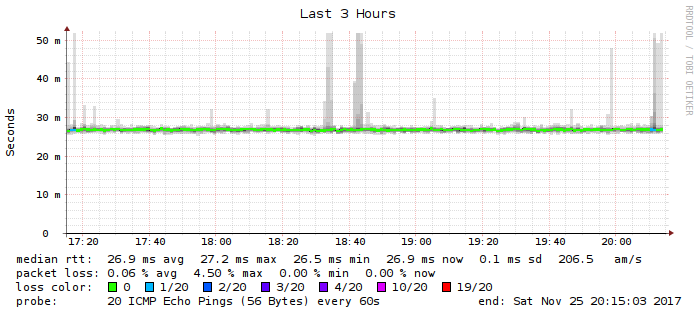 Last 3 Hours
RRDTOOL / TOBI OETIKER
Seconds
50 m
40 m
30 m
20 m
10 m
0
17:20 17:40 18:00 18:20 18:40 19:00 19:20 19:40 20:00
median rtt: 26.9 ms avg 27.2 ms max 26.5 ms min 26.9 ms now 0.1 ms sd 206.5 am/s
packet loss: 0.06 % avg 4.50 % max 0.00 % min 0.00 % now
loss color: 0 1/20 2/20 3/20 4/20 10/20 19/20
probe: 20 ICMP Echo Pings (56 Bytes) every 60s end: Sat Nov 25 20:15:03 2017